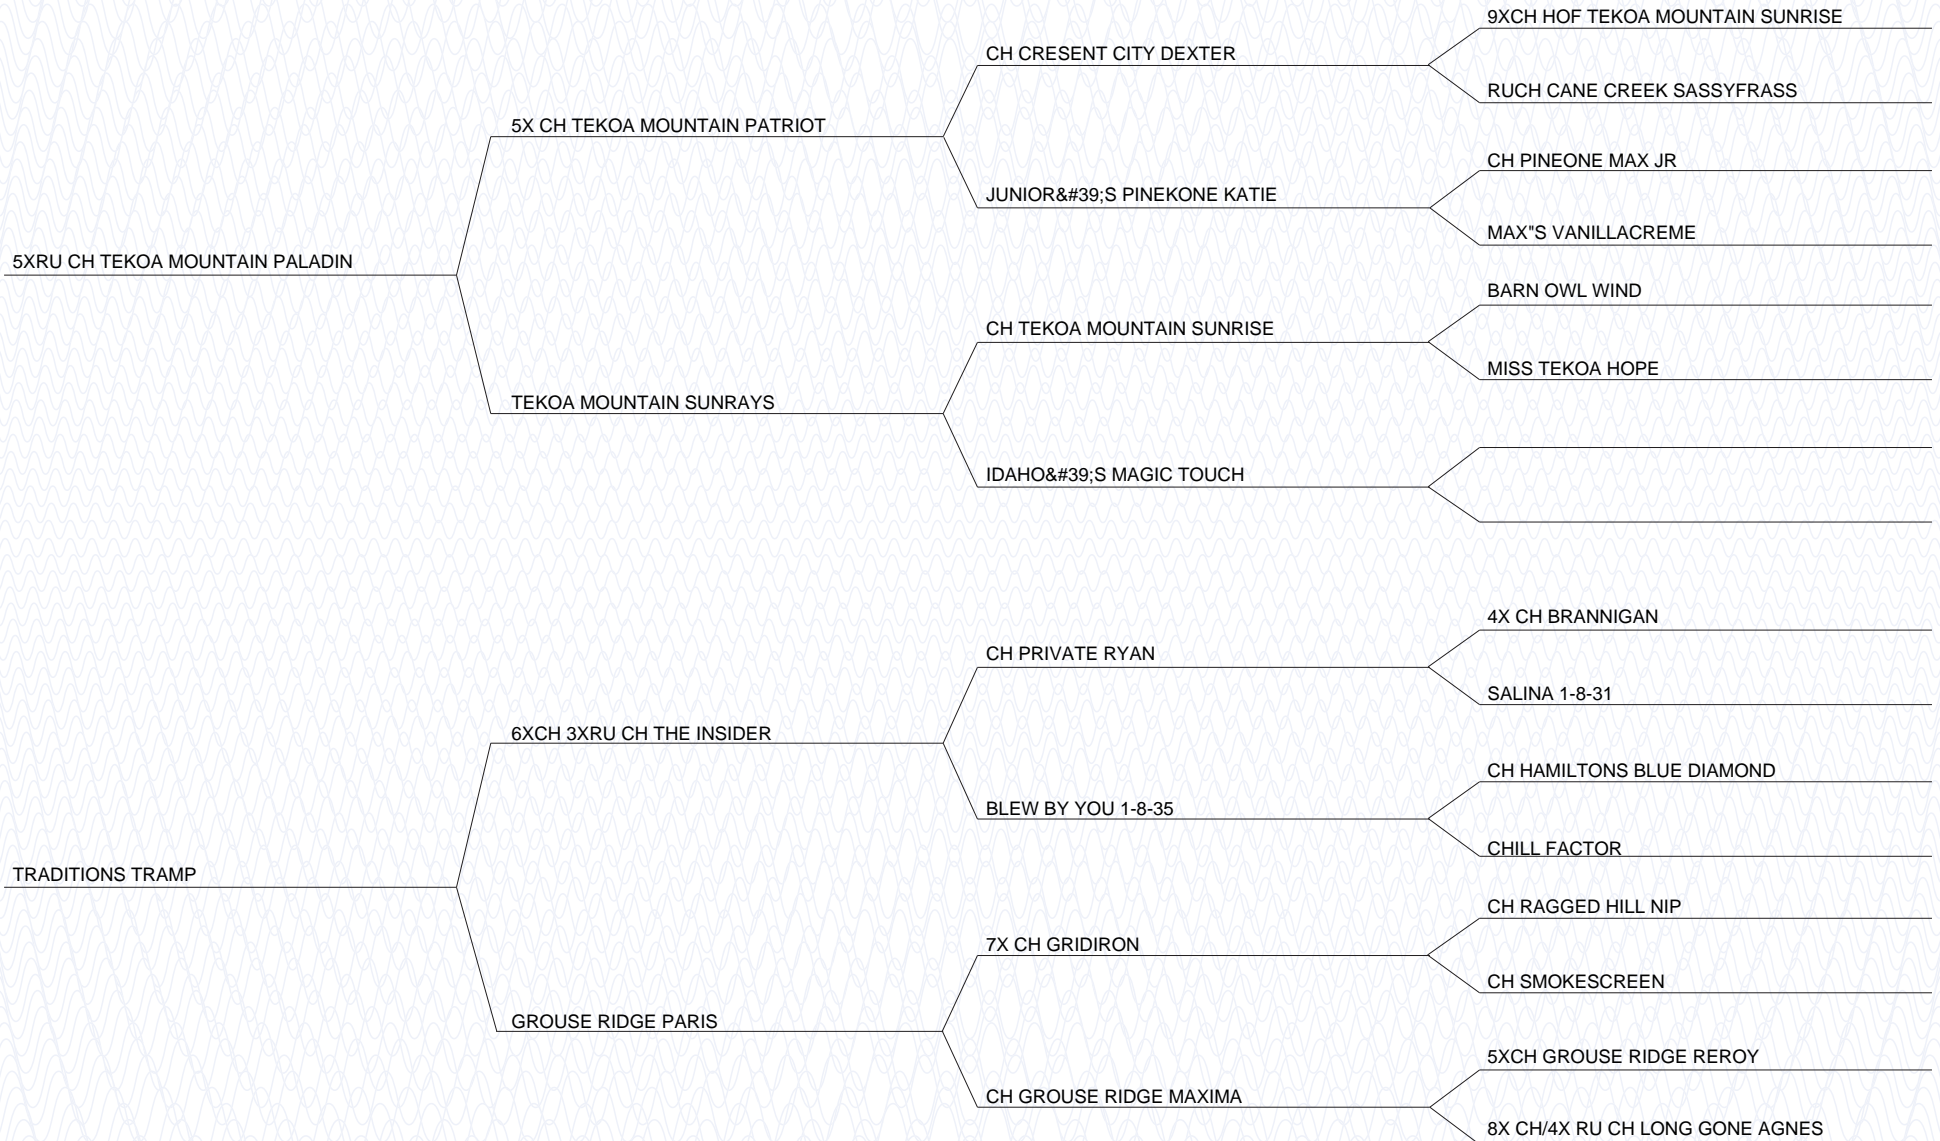 9XCH HOF TEKOA MOUNTAIN SUNRISE
CH CRESENT CITY DEXTER
RUCH CANE CREEK SASSYFRASS
5X CH TEKOA MOUNTAIN PATRIOT
CH PINEONE MAX JR
JUNIOR&#39;S PINEKONE KATIE
MAX"S VANILLACREME
5XRU CH TEKOA MOUNTAIN PALADIN
BARN OWL WIND
CH TEKOA MOUNTAIN SUNRISE
MISS TEKOA HOPE
TEKOA MOUNTAIN SUNRAYS
IDAHO&#39;S MAGIC TOUCH
4X CH BRANNIGAN
CH PRIVATE RYAN
SALINA 1-8-31
6XCH 3XRU CH THE INSIDER
CH HAMILTONS BLUE DIAMOND
BLEW BY YOU 1-8-35
CHILL FACTOR
TRADITIONS TRAMP
CH RAGGED HILL NIP
7X CH GRIDIRON
CH SMOKESCREEN
GROUSE RIDGE PARIS
5XCH GROUSE RIDGE REROY
CH GROUSE RIDGE MAXIMA
8X CH/4X RU CH LONG GONE AGNES